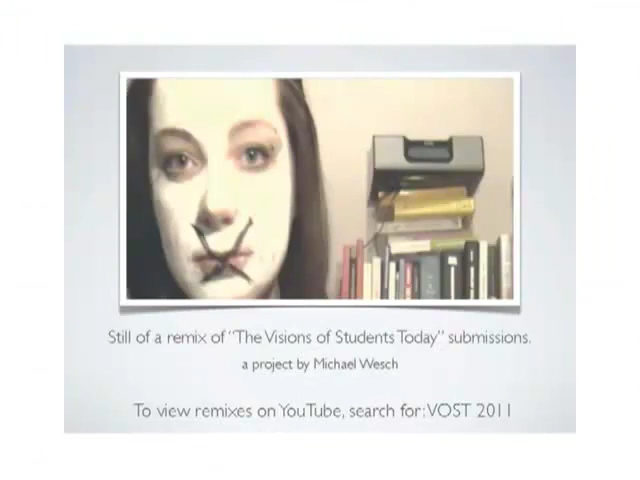 Still of a remix of "The Visions of Students Today" submissions.
a project by Michael Wesch
To view remixes on YouTube, search for: VOST 2011